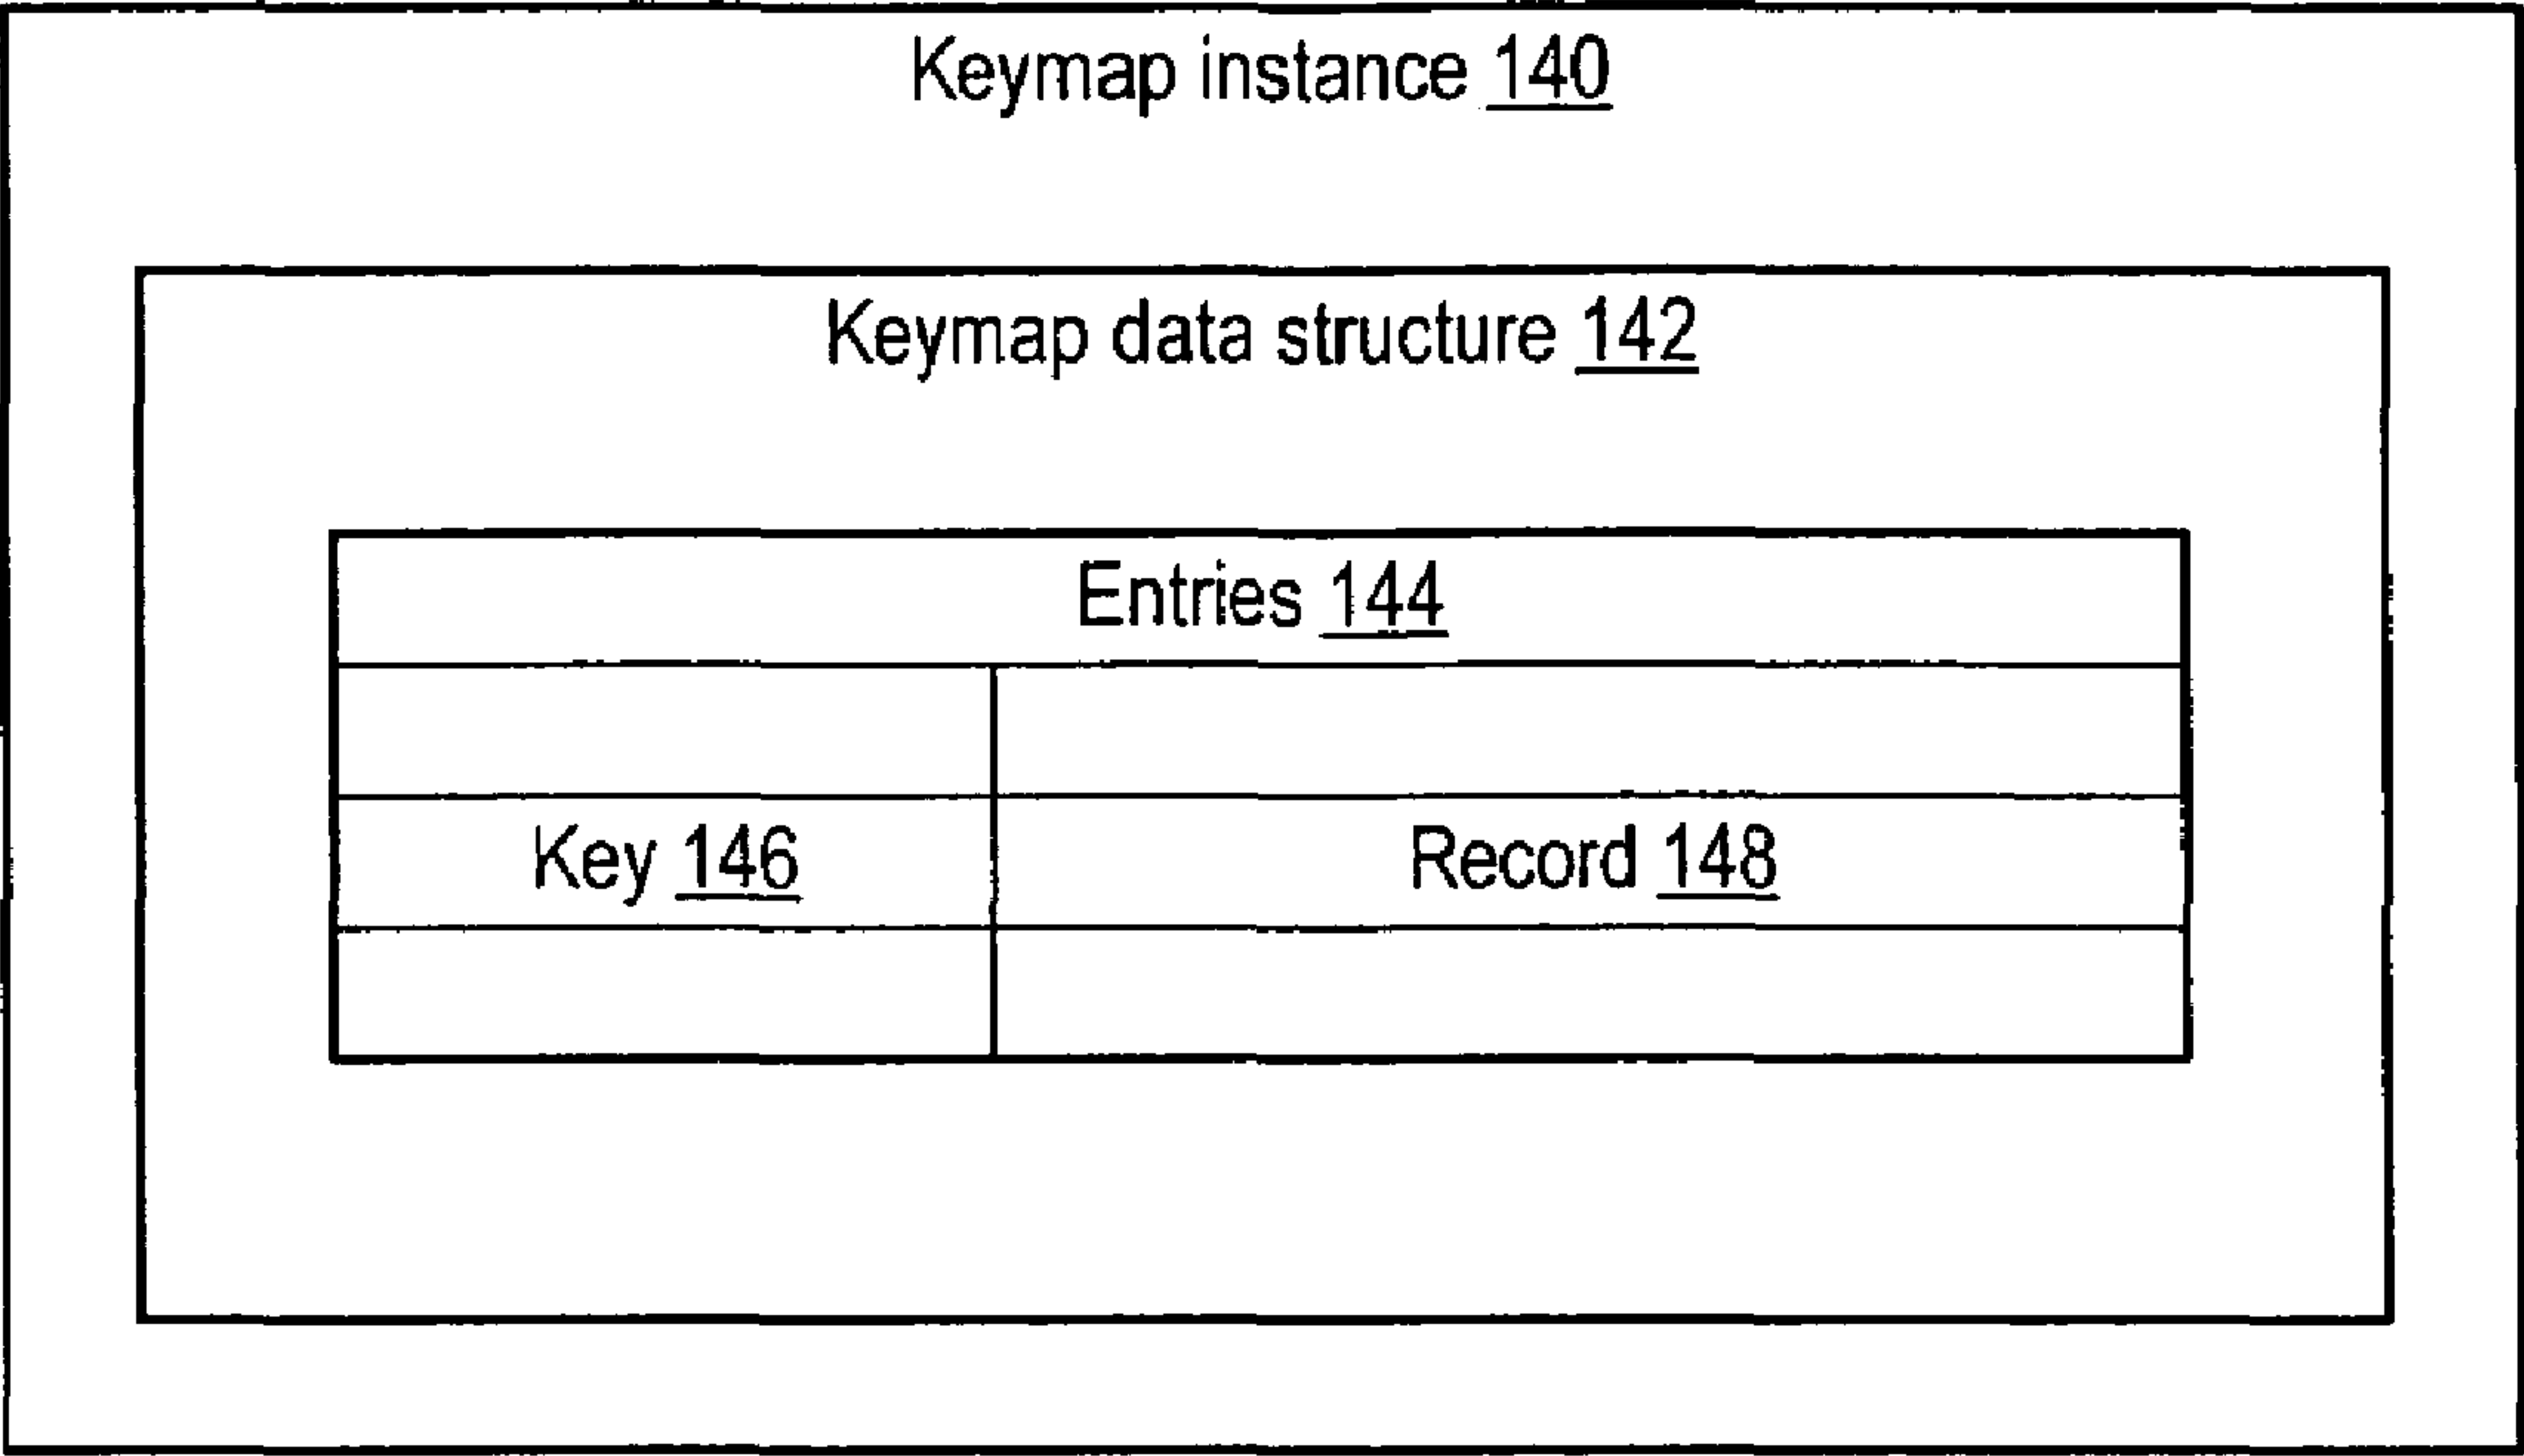 Keymap instance 140
Keymap data structure 142
Entries 144
Key 146 Record 148